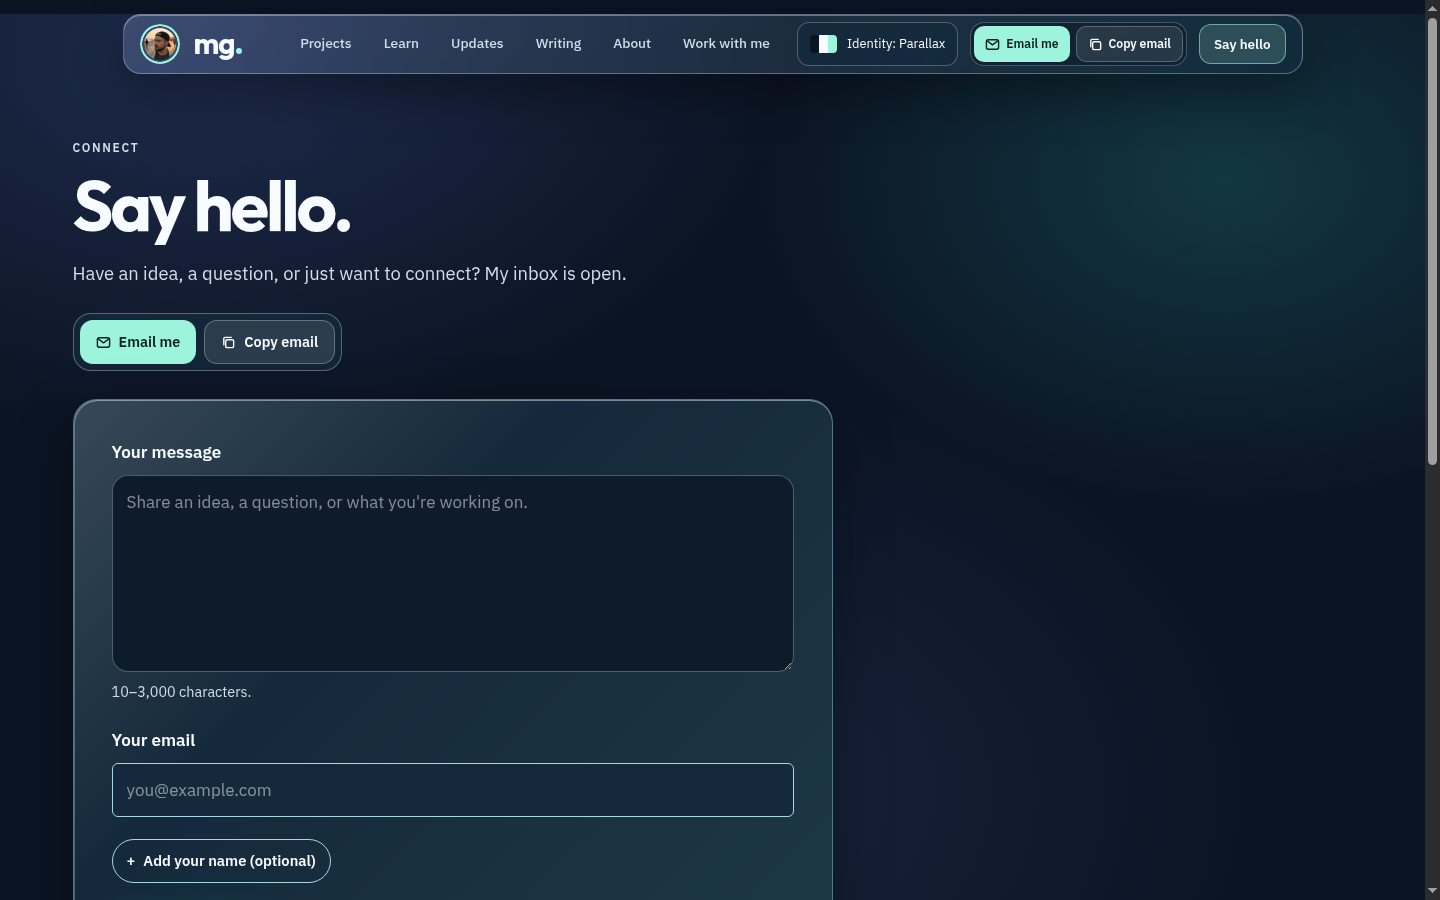 mg.
Projects
Learn
Updates
Writing
About
Work with me
Identity: Parallax
Email me
Copy email
Say hello
CONNECT
Say hello.
Have an idea, a question, or just want to connect? My inbox is open.
Email me
Copy email
Your message
Share an idea, a question, or what you're working on.
10–3,000 characters.
Your email
you@example.com
+ Add your name (optional)